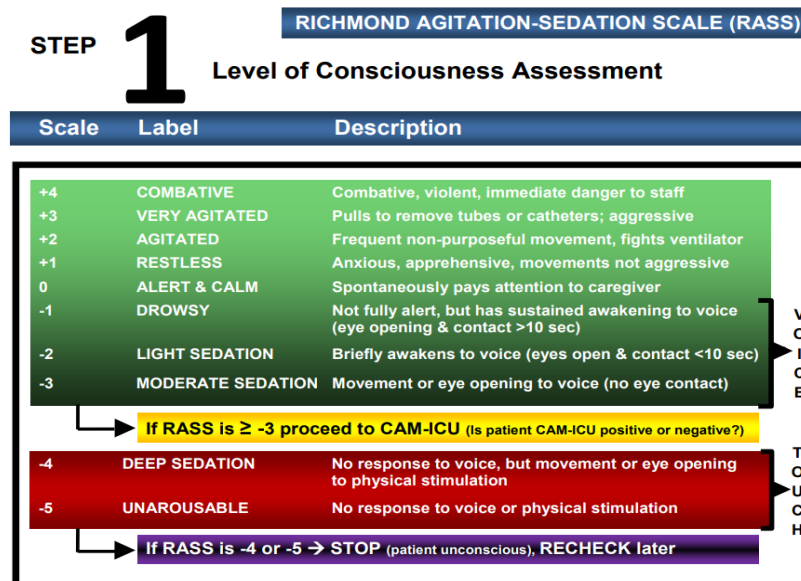 RICHMOND AGITATION-SEDATION SCALE (RASS)
STEP 1
Level of Consciousness Assessment
Scale Label Description
+4 COMBATIVE Combative, violent, immediate danger to staff
+3 VERY AGITATED Pulls to remove tubes or catheters; aggressive
+2 AGITATED Frequent non-purposeful movement, fights ventilator
+1 RESTLESS Anxious, apprehensive, movements not aggressive
0 ALERT & CALM Spontaneously pays attention to caregiver
-1 DROWSY Not fully alert, but has sustained awakening to voice
(eye opening & contact >10 sec)
-2 LIGHT SEDATION Briefly awakens to voice (eyes open & contact <10 sec)
-3 MODERATE SEDATION Movement or eye opening to voice (no eye contact)
V
O
I
C
E
If RASS is ≥ -3 proceed to CAM-ICU (Is patient CAM-ICU positive or negative?)
-4 DEEP SEDATION No response to voice, but movement or eye opening
to physical stimulation
-5 UNAROUSABLE No response to voice or physical stimulation
T
O
U
C
H
If RASS is -4 or -5 → STOP (patient unconscious), RECHECK later